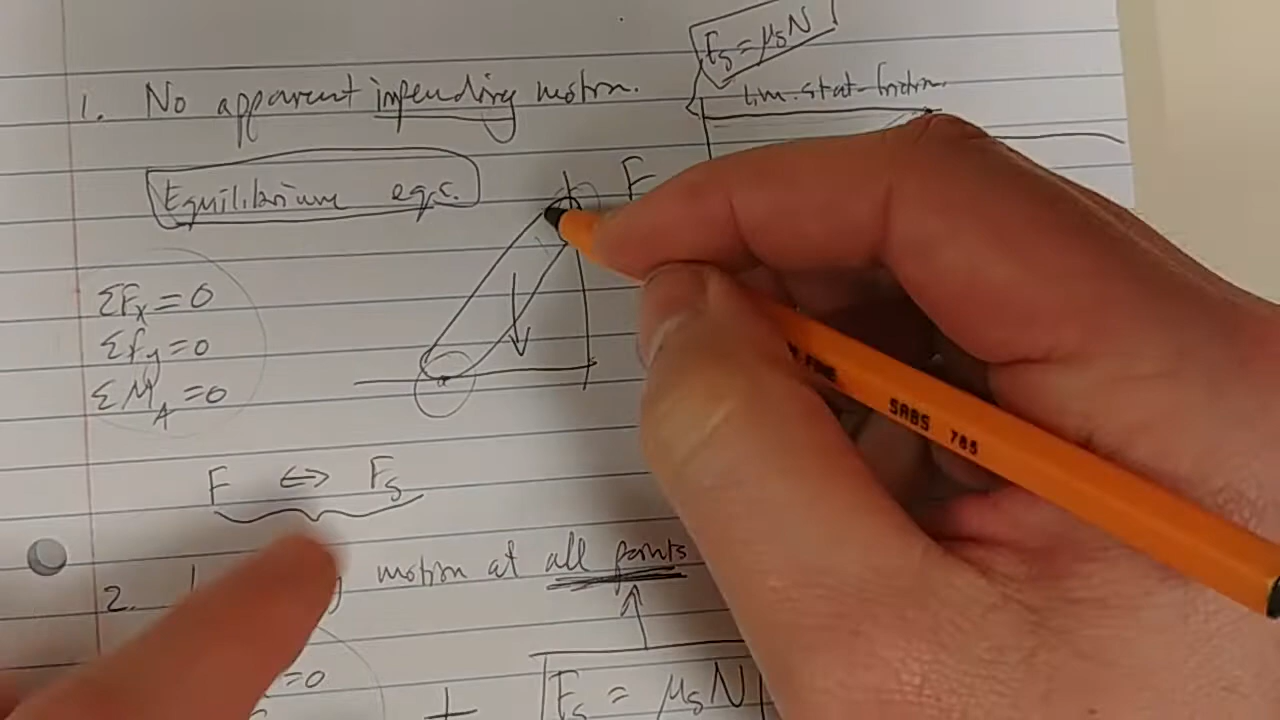 Fs = μsN
1. No apparent impending motion.
lim. stat. friction.
F
Equilibrium eqs.
ΣFx = 0
Σfy = 0
ΣMA = 0
F ⟷ Fs
2. motion at all points
=0
+ Fs = μsN
SABS 785